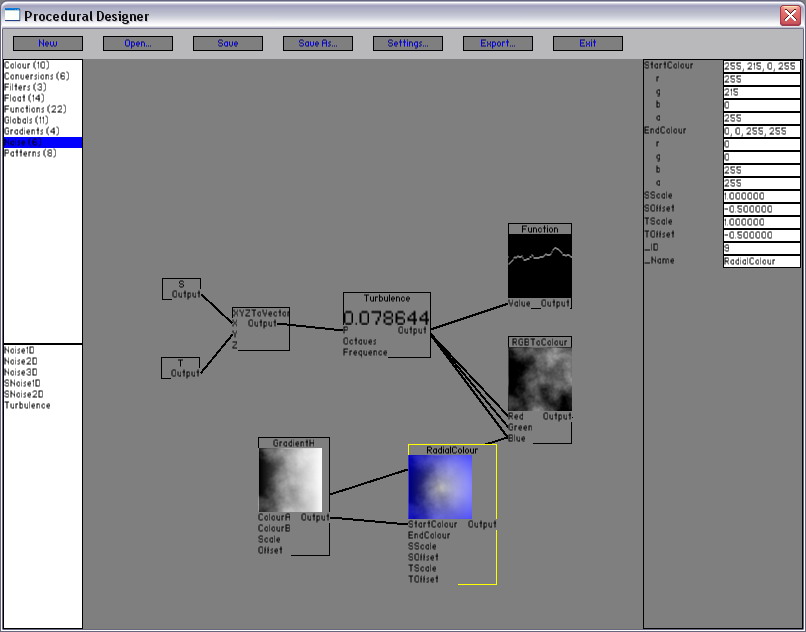 Procedural Designer
New Open... Save Save As... Settings... Export... Exit
Colour (10)
Conversions (6)
Filters (3)
Float (14)
Functions (22)
Globals (11)
Gradients (4)
Patterns (8)
Noise1D
Noise2D
Noise3D
SNoise1D
SNoise2D
Turbulence
S
Output
T
Output
XYZToVector
X Output
Y
Z
Turbulence
0.078644
P Output
Octaves
Frequence
Function
Value Output
RGBToColour
Red Output
Green
Blue
GradientH
ColourA Output
ColourB
Scale
Offset
RadialColour
StartColour Output
EndColour
SScale
SOffset
TScale
TOffset
StartColour 255, 215, 0, 255
r 255
g 215
b 0
a 255
EndColour 0, 0, 255, 255
r 0
g 0
b 255
a 255
SScale 1.000000
SOffset -0.500000
TScale 1.000000
TOffset -0.500000
_ID 9
_Name RadialColour